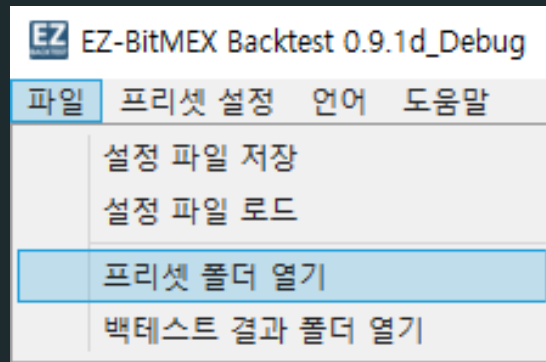 EZ BACKTEST EZ-BitMEX Backtest 0.9.1d_Debug
파일 프리셋 설정 언어 도움말
설정 파일 저장
설정 파일 로드
프리셋 폴더 열기
백테스트 결과 폴더 열기